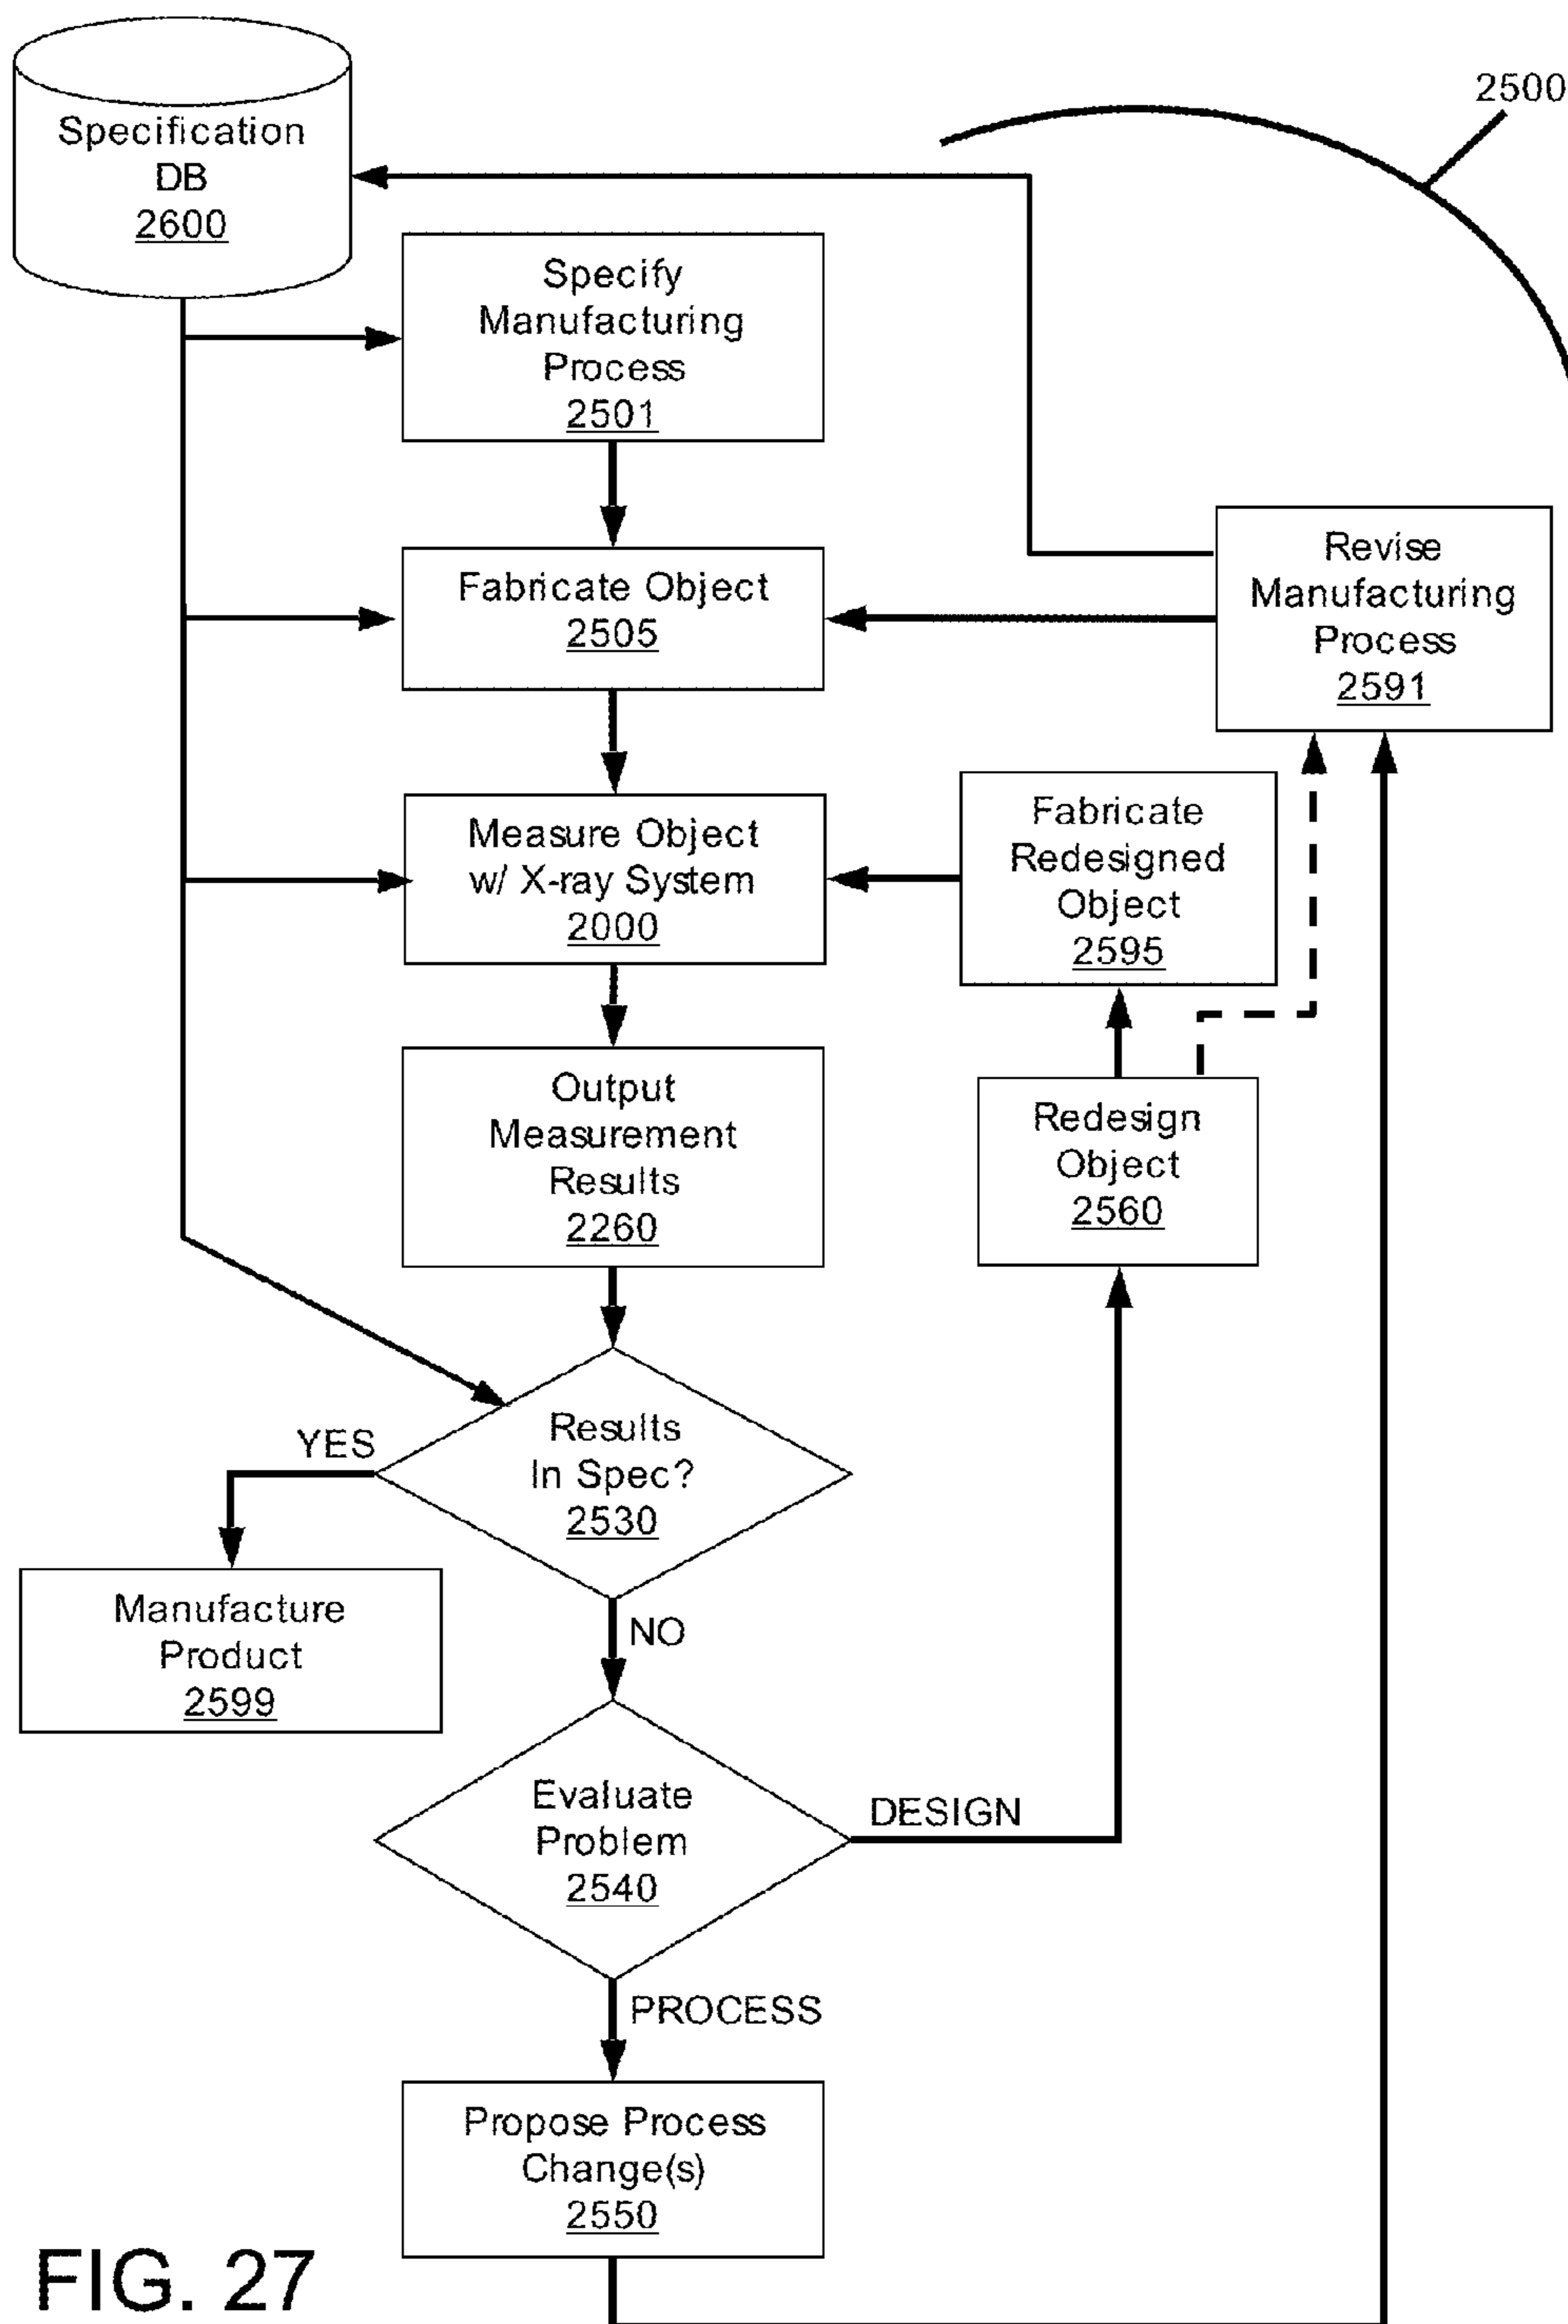 2500
Specification
DB
2600
Specify
Manufacturing
Process
2501
Fabricate Object
2505
Revise
Manufacturing
Process
2591
Measure Object
w/ X-ray System
2000
Fabricate
Redesigned
Object
2595
Output
Measurement
Results
2260
Redesign
Object
2560
Results
In Spec?
2530
YES
NO
Manufacture
Product
2599
Evaluate
Problem
2540
DESIGN
PROCESS
Propose Process
Change(s)
2550
FIG. 27